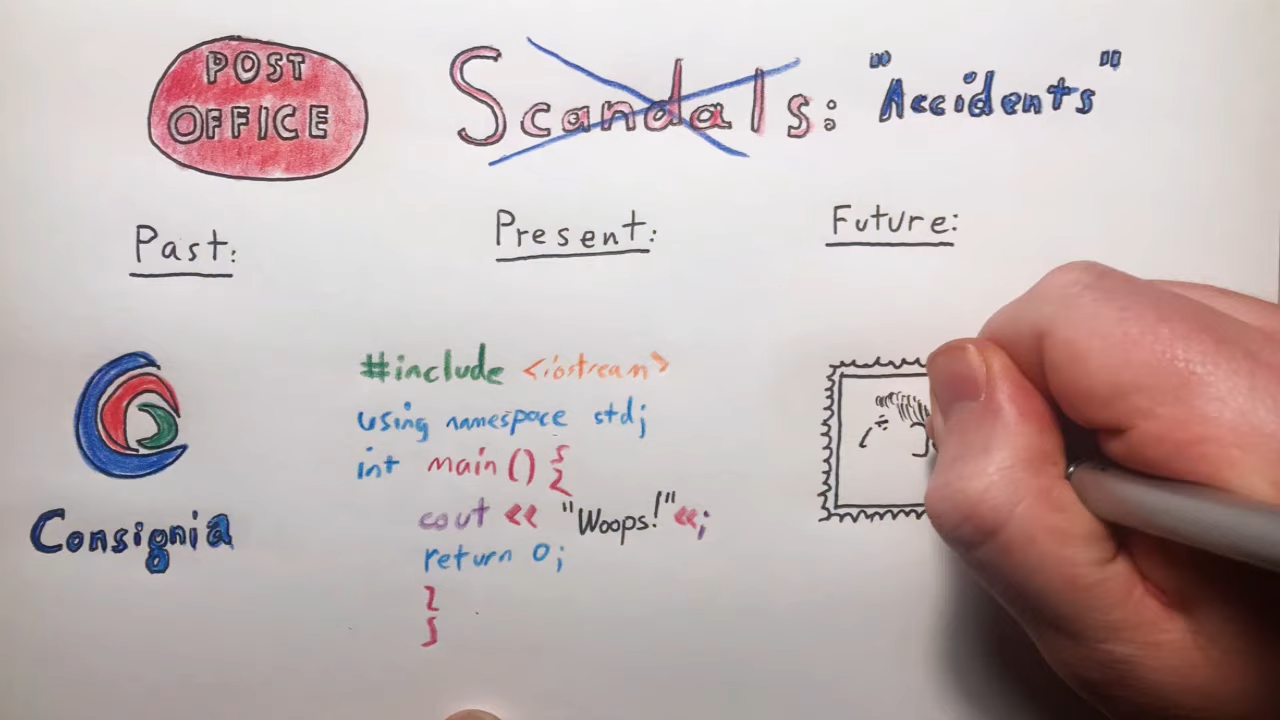 POST
OFFICE
Scandals: "Accidents"
Past:
Present:
Future:
Consignia
#include <iostream>
using namespace std;
int main() {
cout << "Woops!"<<;
return 0;
}